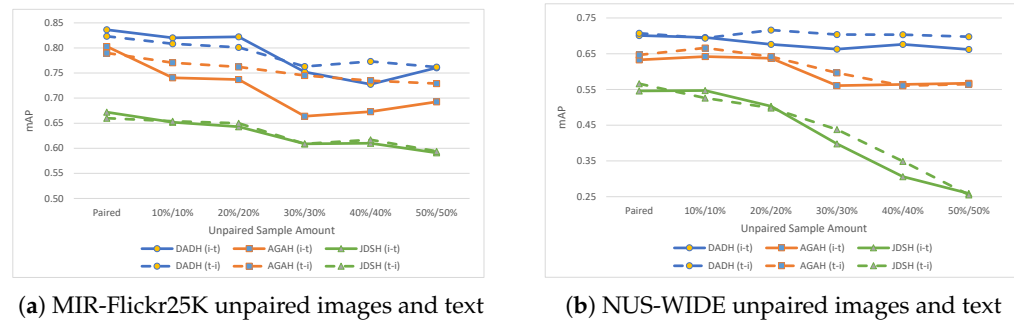 0.85
0.80
0.75
0.70
0.65
0.60
0.55
0.50
mAP
Paired 10%/10% 20%/20% 30%/30% 40%/40% 50%/50%
Unpaired Sample Amount
DADH (i-t) AGAH (i-t) JDSH (i-t)
DADH (t-i) AGAH (t-i) JDSH (t-i)
(a) MIR-Flickr25K unpaired images and text
0.75
0.65
0.55
0.45
0.35
0.25
mAP
Paired 10%/10% 20%/20% 30%/30% 40%/40% 50%/50%
Unpaired Sample Amount
DADH (i-t) AGAH (i-t) JDSH (i-t)
DADH (t-i) AGAH (t-i) JDSH (t-i)
(b) NUS-WIDE unpaired images and text